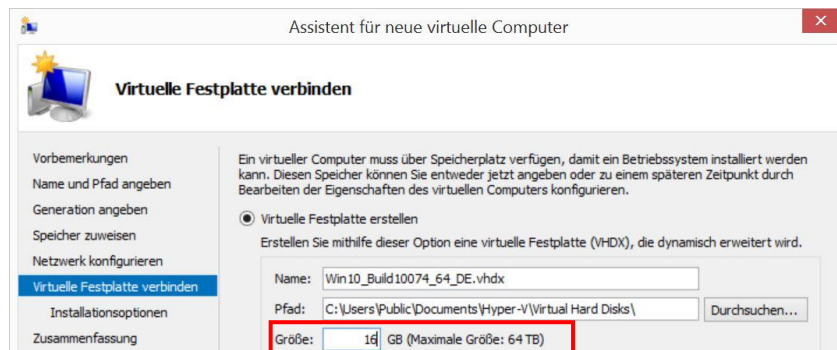 Assistent für neue virtuelle Computer
Virtuelle Festplatte verbinden
Vorbemerkungen
Name und Pfad angeben
Generation angeben
Speicher zuweisen
Netzwerk konfigurieren
Virtuelle Festplatte verbinden
Installationsoptionen
Zusammenfassung
Ein virtueller Computer muss über Speicherplatz verfügen, damit ein Betriebssystem installiert werden
kann. Diesen Speicher können Sie entweder jetzt angeben oder zu einem späteren Zeitpunkt durch
Bearbeiten der Eigenschaften des virtuellen Computers konfigurieren.
Virtuelle Festplatte erstellen
Erstellen Sie mithilfe dieser Option eine virtuelle Festplatte (VHDX), die dynamisch erweitert wird.
Name: Win10_Build10074_64_DE.vhdx
Pfad: C:\Users\Public\Documents\Hyper-V\Virtual Hard Disks\ Durchsuchen...
Größe: 16 GB (Maximale Größe: 64 TB)